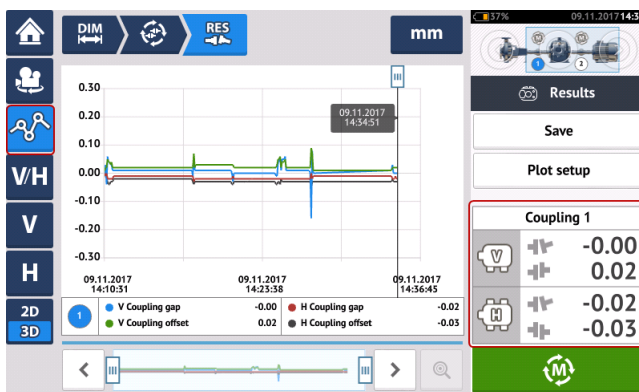 DIM
RES
mm
37%
09.11.2017 14:3
1
2
Results
Save
Plot setup
V/H
V
H
2D
3D
0.30
0.20
0.10
0.00
-0.10
-0.20
-0.30
09.11.2017
14:34:51
09.11.2017
14:10:31
09.11.2017
14:23:38
09.11.2017
14:36:45
1
V Coupling gap -0.00
H Coupling gap -0.02
V Coupling offset 0.02
H Coupling offset -0.03
Coupling 1
V
-0.00
0.02
H
-0.02
-0.03
M